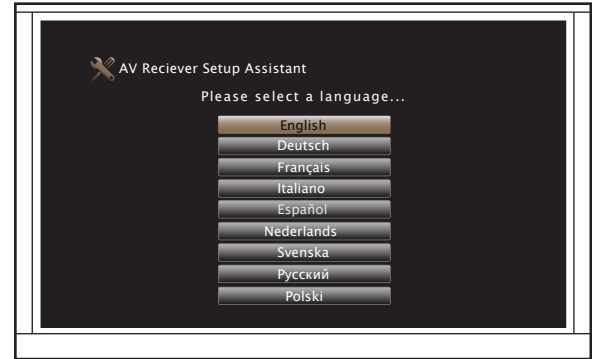 AV Reciever Setup Assistant
Please select a language...
English
Deutsch
Français
Italiano
Español
Nederlands
Svenska
Русский
Polski